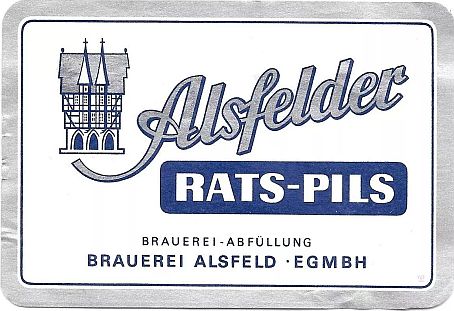 Alsfelder
RATS-PILS
BRAUEREI-ABFÜLLUNG
BRAUEREI ALSFELD · EGMBH